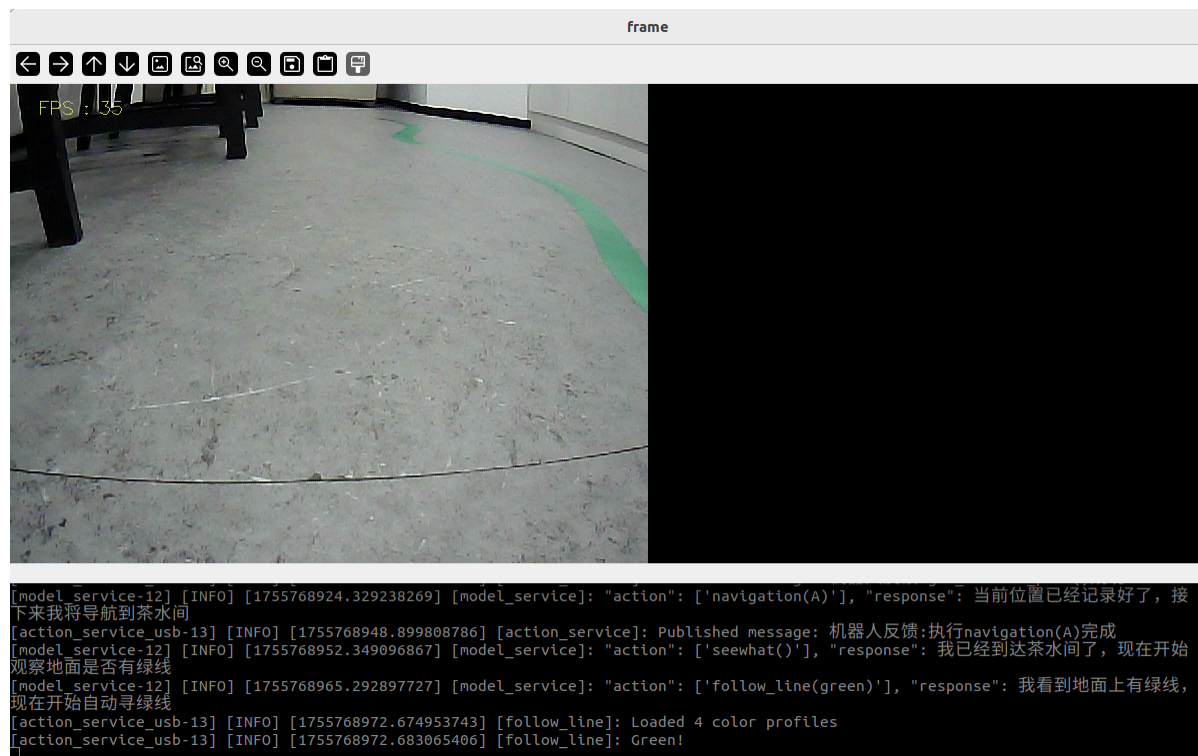 frame
FPS : 35
[model_service-12] [INFO] [1755768924.329238269] [model_service]: "action": ['navigation(A)'], "response": 当前位置已经记录好了，接
下来我将导航到茶水间
[action_service_usb-13] [INFO] [1755768948.899808786] [action_service]: Published message: 机器人反馈:执行navigation(A)完成
[model_service-12] [INFO] [1755768952.349096867] [model_service]: "action": ['seewhat()'], "response": 我已经到达茶水间了，现在开始
观察地面是否有绿线
[model_service-12] [INFO] [1755768965.292897727] [model_service]: "action": ['follow_line(green)'], "response": 我看到地面上有绿线，
现在开始自动寻绿线
[action_service_usb-13] [INFO] [1755768972.674953743] [follow_line]: Loaded 4 color profiles
[action_service_usb-13] [INFO] [1755768972.683065406] [follow_line]: Green!